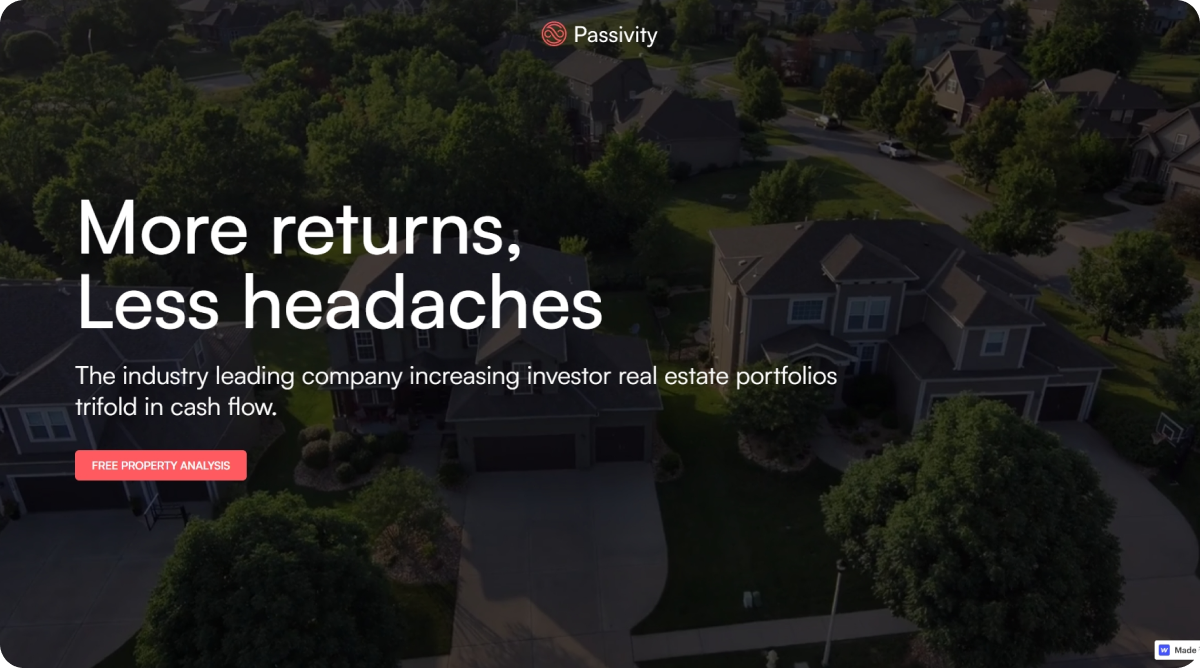 Passivity
More returns,
Less headaches
The industry leading company increasing investor real estate portfolios
trifold in cash flow.
FREE PROPERTY ANALYSIS
Made